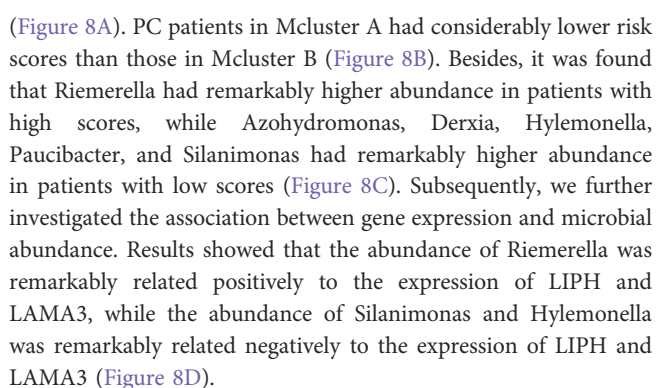 (Figure 8A). PC patients in Mcluster A had considerably lower risk
scores than those in Mcluster B (Figure 8B). Besides, it was found
that Riemerella had remarkably higher abundance in patients with
high scores, while Azohydromonas, Derxia, Hylemonella,
Paucibacter, and Silanimonas had remarkably higher abundance
in patients with low scores (Figure 8C). Subsequently, we further
investigated the association between gene expression and microbial
abundance. Results showed that the abundance of Riemerella was
remarkably related positively to the expression of LIPH and
LAMA3, while the abundance of Silanimonas and Hylemonella
was remarkably related negatively to the expression of LIPH and
LAMA3 (Figure 8D).